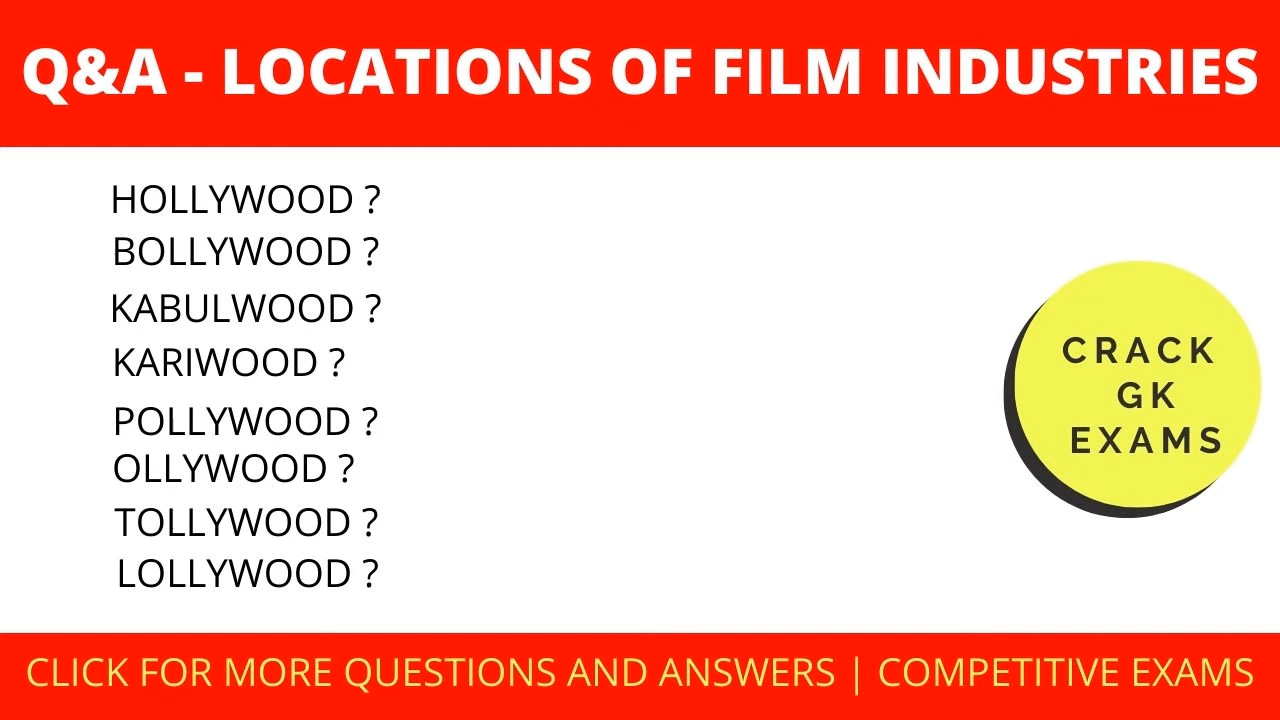 Q&A - LOCATIONS OF FILM INDUSTRIES
HOLLYWOOD ?
BOLLYWOOD ?
KABULWOOD ?
KARIWOOD ?
POLLYWOOD ?
OLLYWOOD ?
TOLLYWOOD ?
LOLLYWOOD ?
CRACK
GK
EXAMS
CLICK FOR MORE QUESTIONS AND ANSWERS | COMPETITIVE EXAMS